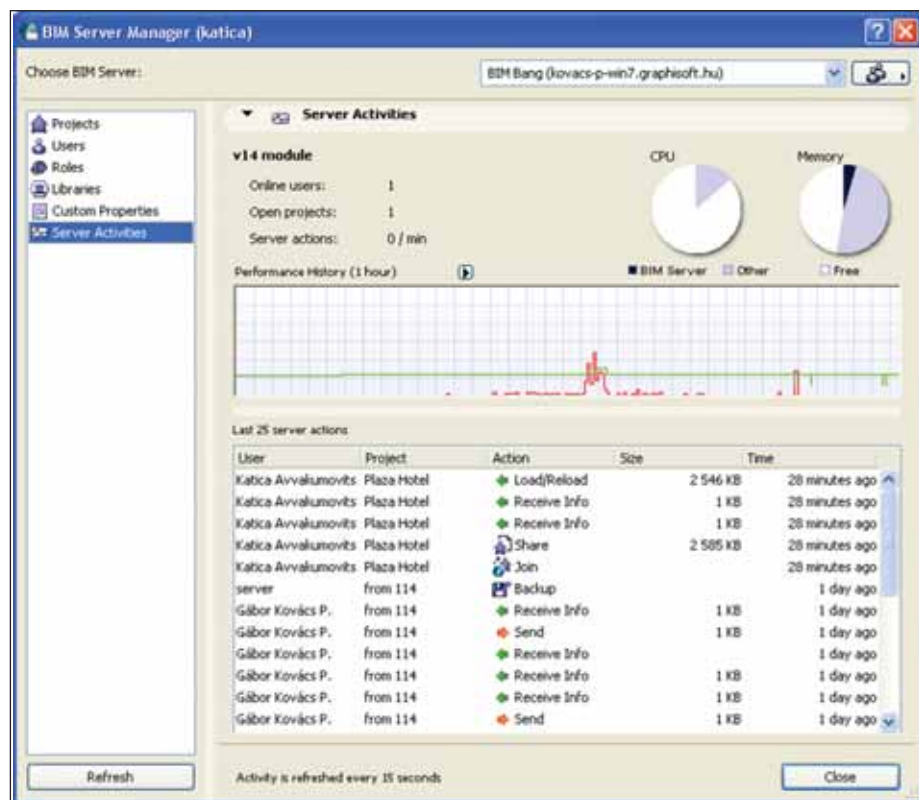 BIM Server Manager (katica)
Choose BIM Server:
BIM Bang (kovacs-p-win7.graphisoft.hu)
Projects
Users
Roles
Libraries
Custom Properties
Server Activities
Server Activities
v14 module
CPU
Memory
Online users: 1
Open projects: 1
Server actions: 0 / min
Performance History (1 hour)
BIM Server Other Free
Last 25 server actions
User Project Action Size Time
Katica Avvakumovits Plaza Hotel Load/Reload 2 546 KB 28 minutes ago
Katica Avvakumovits Plaza Hotel Receive Info 1 KB 28 minutes ago
Katica Avvakumovits Plaza Hotel Receive Info 1 KB 28 minutes ago
Katica Avvakumovits Plaza Hotel Share 2 585 KB 28 minutes ago
Katica Avvakumovits Plaza Hotel Join 28 minutes ago
server from 114 Backup 1 day ago
Gábor Kovács P. from 114 Receive Info 1 KB 1 day ago
Gábor Kovács P. from 114 Send 1 KB 1 day ago
Gábor Kovács P. from 114 Receive Info 1 day ago
Gábor Kovács P. from 114 Receive Info 1 KB 1 day ago
Gábor Kovács P. from 114 Receive Info 1 KB 1 day ago
Gábor Kovács P. from 114 Send 1 KB 1 day ago
Refresh
Activity is refreshed every 15 seconds
Close